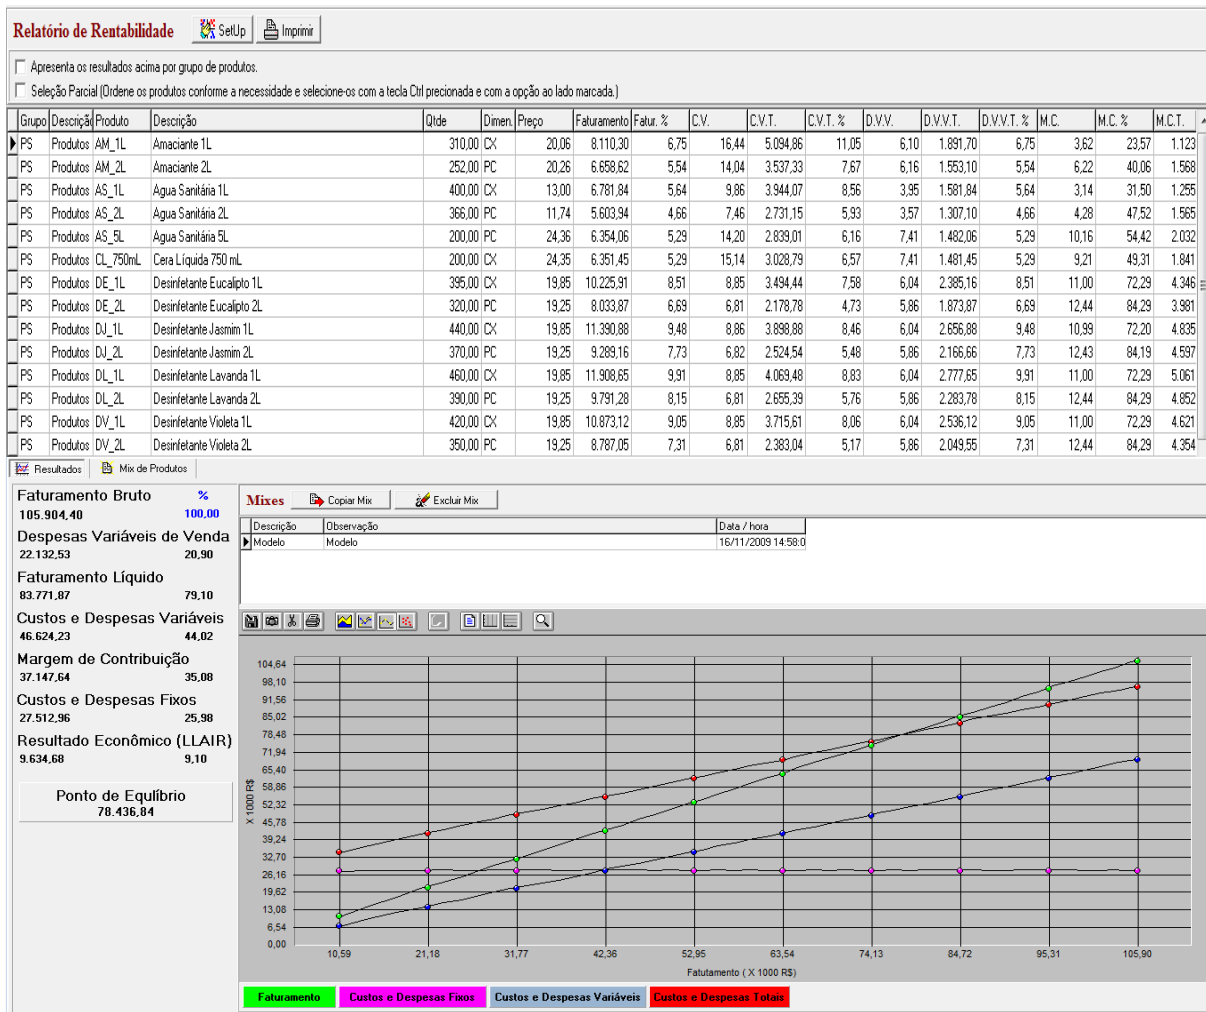 Relatório de Rentabilidade SetUp Imprimir
Apresenta os resultados acima por grupo de produtos.
Seleção Parcial (Ordene os produtos conforme a necessidade e selecione-os com a tecla Ctrl precionada e com a opção ao lado marcada.)
Grupo Descrição Produto Descrição Qtde Dimen. Preço Faturamento Fatur. % C.V. C.V.T. C.V.T. % D.V.V. D.V.V.T. D.V.V.T. % M.C. M.C. % M.C.T.
PS Produtos AM_1L Amaciante 1L 310,00 CX 20,06 8.110,30 6,75 16,44 5.094,86 11,05 6,10 1.891,70 6,75 3,62 23,57 1.123
PS Produtos AM_2L Amaciante 2L 252,00 PC 20,26 6.658,62 5,54 14,04 3.537,33 7,67 6,16 1.553,10 5,54 6,22 40,06 1.568
PS Produtos AS_1L Agua Sanitária 1L 400,00 CX 13,00 6.781,84 5,64 9,86 3.944,07 8,56 3,95 1.581,84 5,64 3,14 31,50 1.255
PS Produtos AS_2L Agua Sanitária 2L 366,00 PC 11,74 5.603,94 4,66 7,46 2.731,15 5,93 3,57 1.307,10 4,66 4,28 47,52 1.565
PS Produtos AS_5L Agua Sanitária 5L 200,00 PC 24,36 6.354,06 5,29 14,20 2.839,01 6,16 7,41 1.482,06 5,29 10,16 54,42 2.032
PS Produtos CL_750mL Cera Líquida 750 mL 200,00 CX 24,35 6.351,45 5,29 15,14 3.028,79 6,57 7,41 1.481,45 5,29 9,21 49,31 1.841
PS Produtos DE_1L Desinfetante Eucalipto 1L 395,00 CX 19,85 10.225,91 8,51 8,85 3.494,44 7,58 6,04 2.385,16 8,51 11,00 72,29 4.346
PS Produtos DE_2L Desinfetante Eucalipto 2L 320,00 PC 19,25 8.033,87 6,69 6,81 2.178,78 4,73 5,86 1.873,87 6,69 12,44 84,29 3.981
PS Produtos DJ_1L Desinfetante Jasmim 1L 440,00 CX 19,85 11.390,88 9,48 8,86 3.898,88 8,46 6,04 2.656,88 9,48 10,99 72,20 4.835
PS Produtos DJ_2L Desinfetante Jasmim 2L 370,00 PC 19,25 9.289,16 7,73 6,82 2.524,54 5,48 5,86 2.166,66 7,73 12,43 84,19 4.597
PS Produtos DL_1L Desinfetante Lavanda 1L 460,00 CX 19,85 11.908,65 9,91 8,85 4.069,48 8,83 6,04 2.777,65 9,91 11,00 72,29 5.061
PS Produtos DL_2L Desinfetante Lavanda 2L 390,00 PC 19,25 9.791,28 8,15 6,81 2.655,39 5,76 5,86 2.283,78 8,15 12,44 84,29 4.852
PS Produtos DV_1L Desinfetante Violeta 1L 420,00 CX 19,85 10.873,12 9,05 8,85 3.715,61 8,06 6,04 2.536,12 9,05 11,00 72,29 4.621
PS Produtos DV_2L Desinfetante Violeta 2L 350,00 PC 19,25 8.787,05 7,31 6,81 2.383,04 5,17 5,86 2.049,55 7,31 12,44 84,29 4.354
Resultados Mix de Produtos
Faturamento Bruto %
105.904,40 100,00
Despesas Variáveis de Venda
22.132,53 20,90
Faturamento Líquido
83.771,87 79,10
Custos e Despesas Variáveis
46.624,23 44,02
Margem de Contribuição
37.147,64 35,08
Custos e Despesas Fixos
27.512,96 25,98
Resultado Econômico (LLAIR)
9.634,68 9,10
Ponto de Equlíbrio
78.436,84
Mixes Copiar Mix Excluir Mix
Descrição Observação Data / hora
Modelo Modelo 16/11/2009 14:58:0
X 1000 R$
104,64
98,10
91,56
85,02
78,48
71,94
65,40
58,86
52,32
45,78
39,24
32,70
26,16
19,62
13,08
6,54
0,00
10,59 21,18 31,77 42,36 52,95 63,54 74,13 84,72 95,31 105,90
Fatutamento ( X 1000 R$)
Faturamento Custos e Despesas Fixos Custos e Despesas Variáveis Custos e Despesas Totais